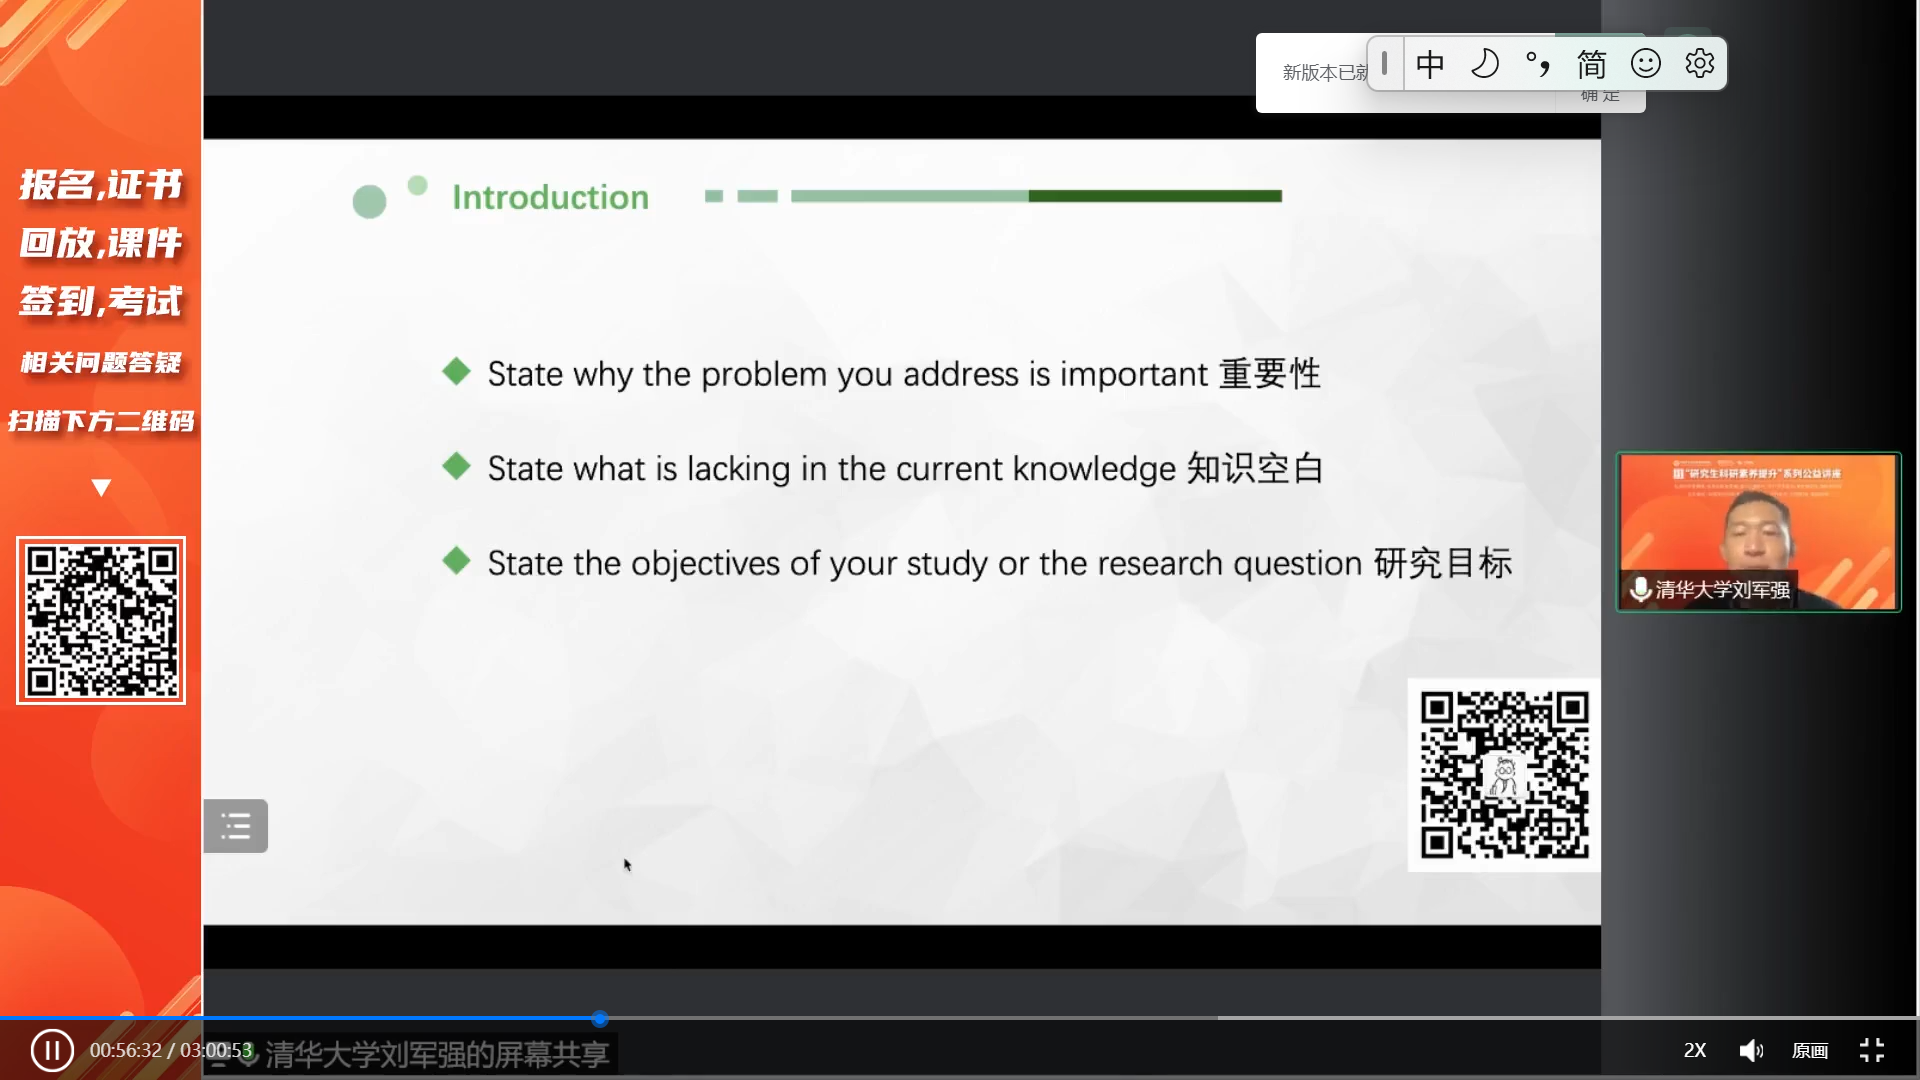 报名,证书
回放,课件
签到,考试
相关问题答疑
扫描下方二维码
新版本已就
中 简
确定
Introduction
State why the problem you address is important 重要性
State what is lacking in the current knowledge 知识空白
State the objectives of your study or the research question 研究目标
“研究生科研素养提升”系列公益讲座
清华大学刘军强
00:56:32 / 03:00:53
清华大学刘军强的屏幕共享
2X
原画